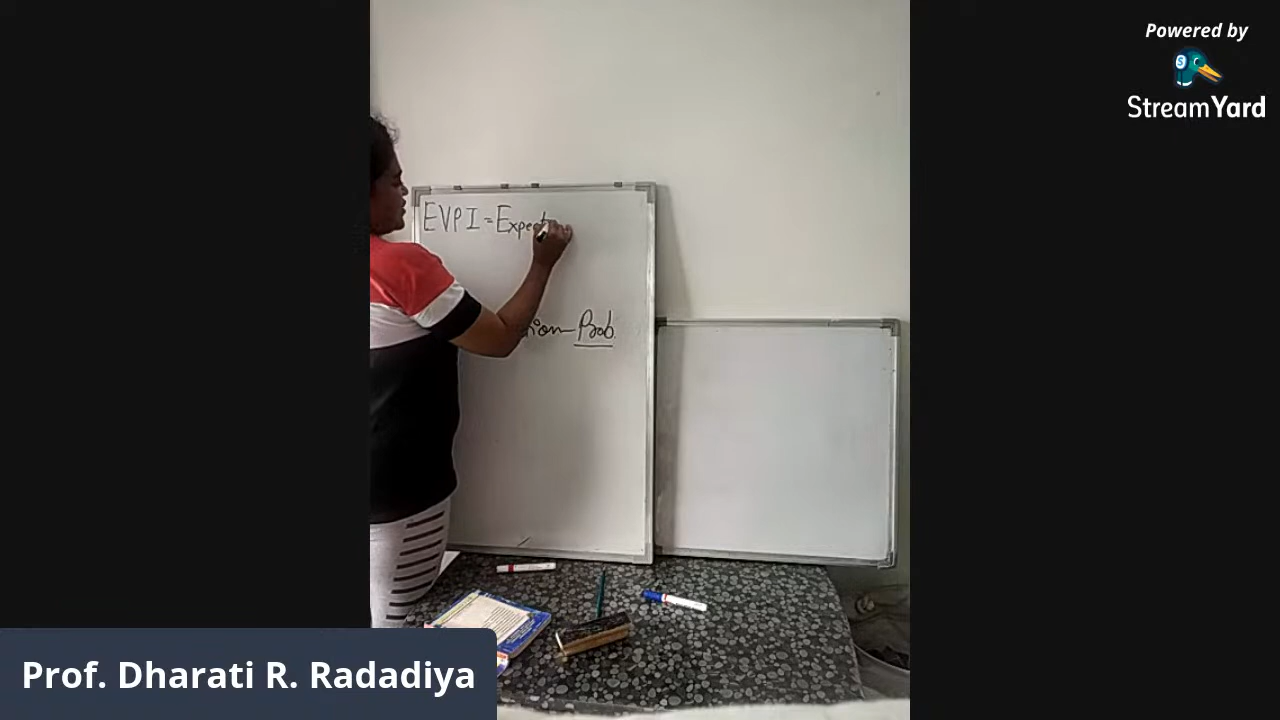 Powered by
StreamYard
EVPI = Expect
Prob.
Prof. Dharati R. Radadiya